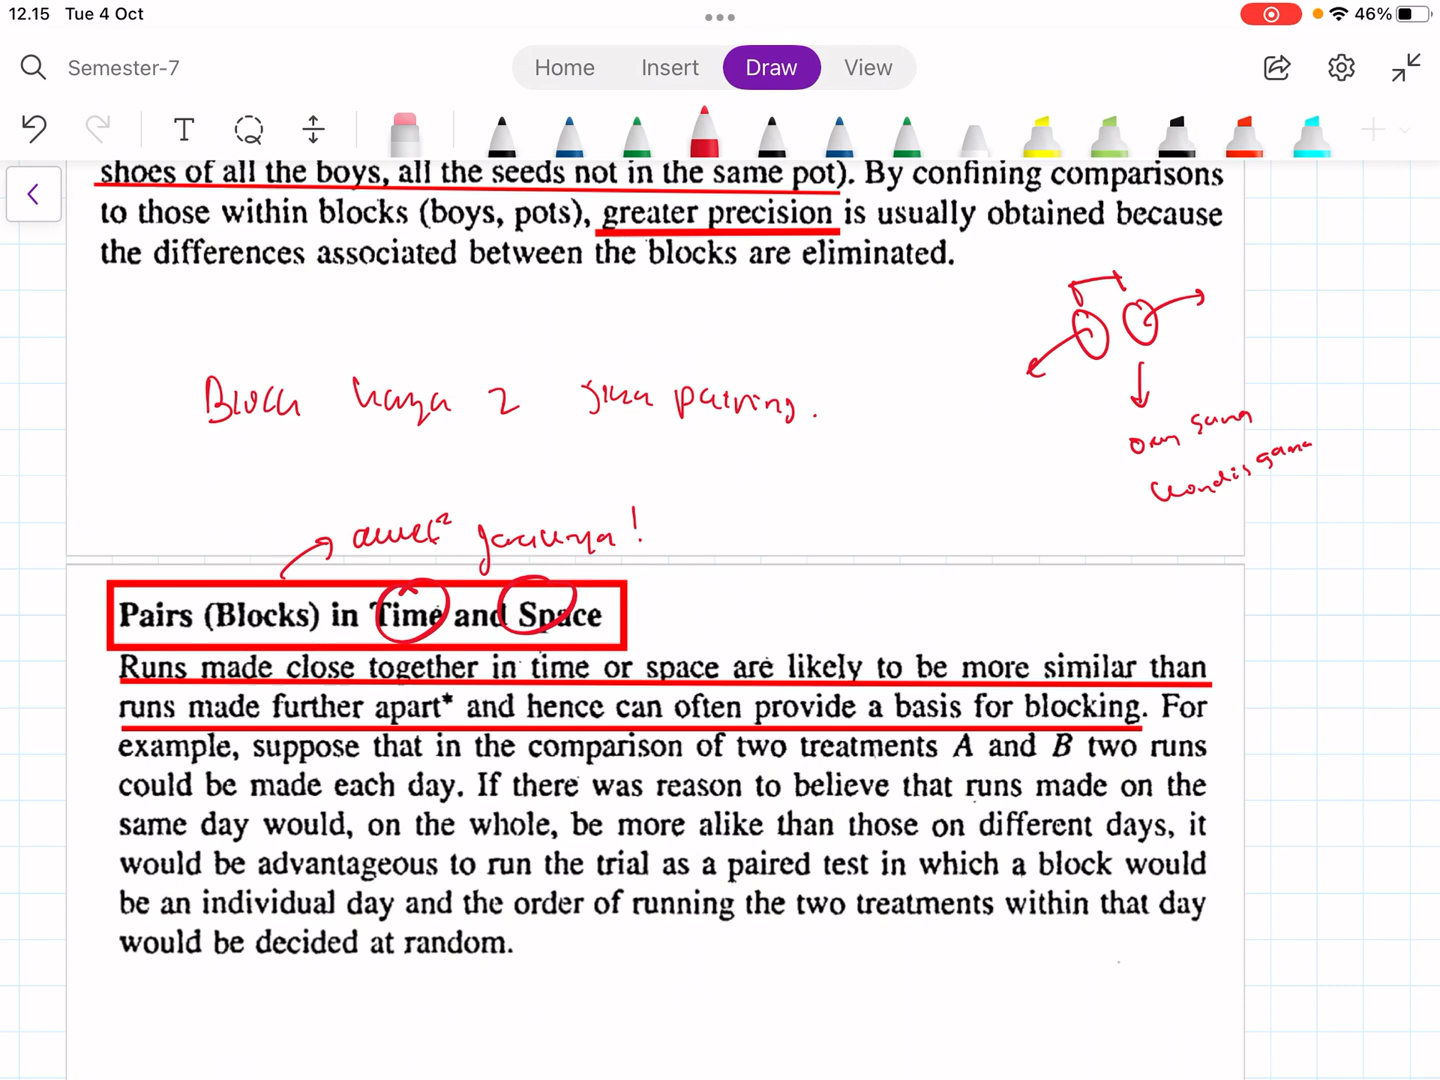 12.15 Tue 4 Oct
46%
Semester-7
Home Insert Draw View
T
shoes of all the boys, all the seeds not in the same pot). By confining comparisons
to those within blocks (boys, pots), greater precision is usually obtained because
the differences associated between the blocks are eliminated.
Block hanya 2 jika pairing.
sama
kondisi sama
!
Pairs (Blocks) in Time and Space
Runs made close together in time or space are likely to be more similar than
runs made further apart* and hence can often provide a basis for blocking. For
example, suppose that in the comparison of two treatments A and B two runs
could be made each day. If there was reason to believe that runs made on the
same day would, on the whole, be more alike than those on different days, it
would be advantageous to run the trial as a paired test in which a block would
be an individual day and the order of running the two treatments within that day
would be decided at random.